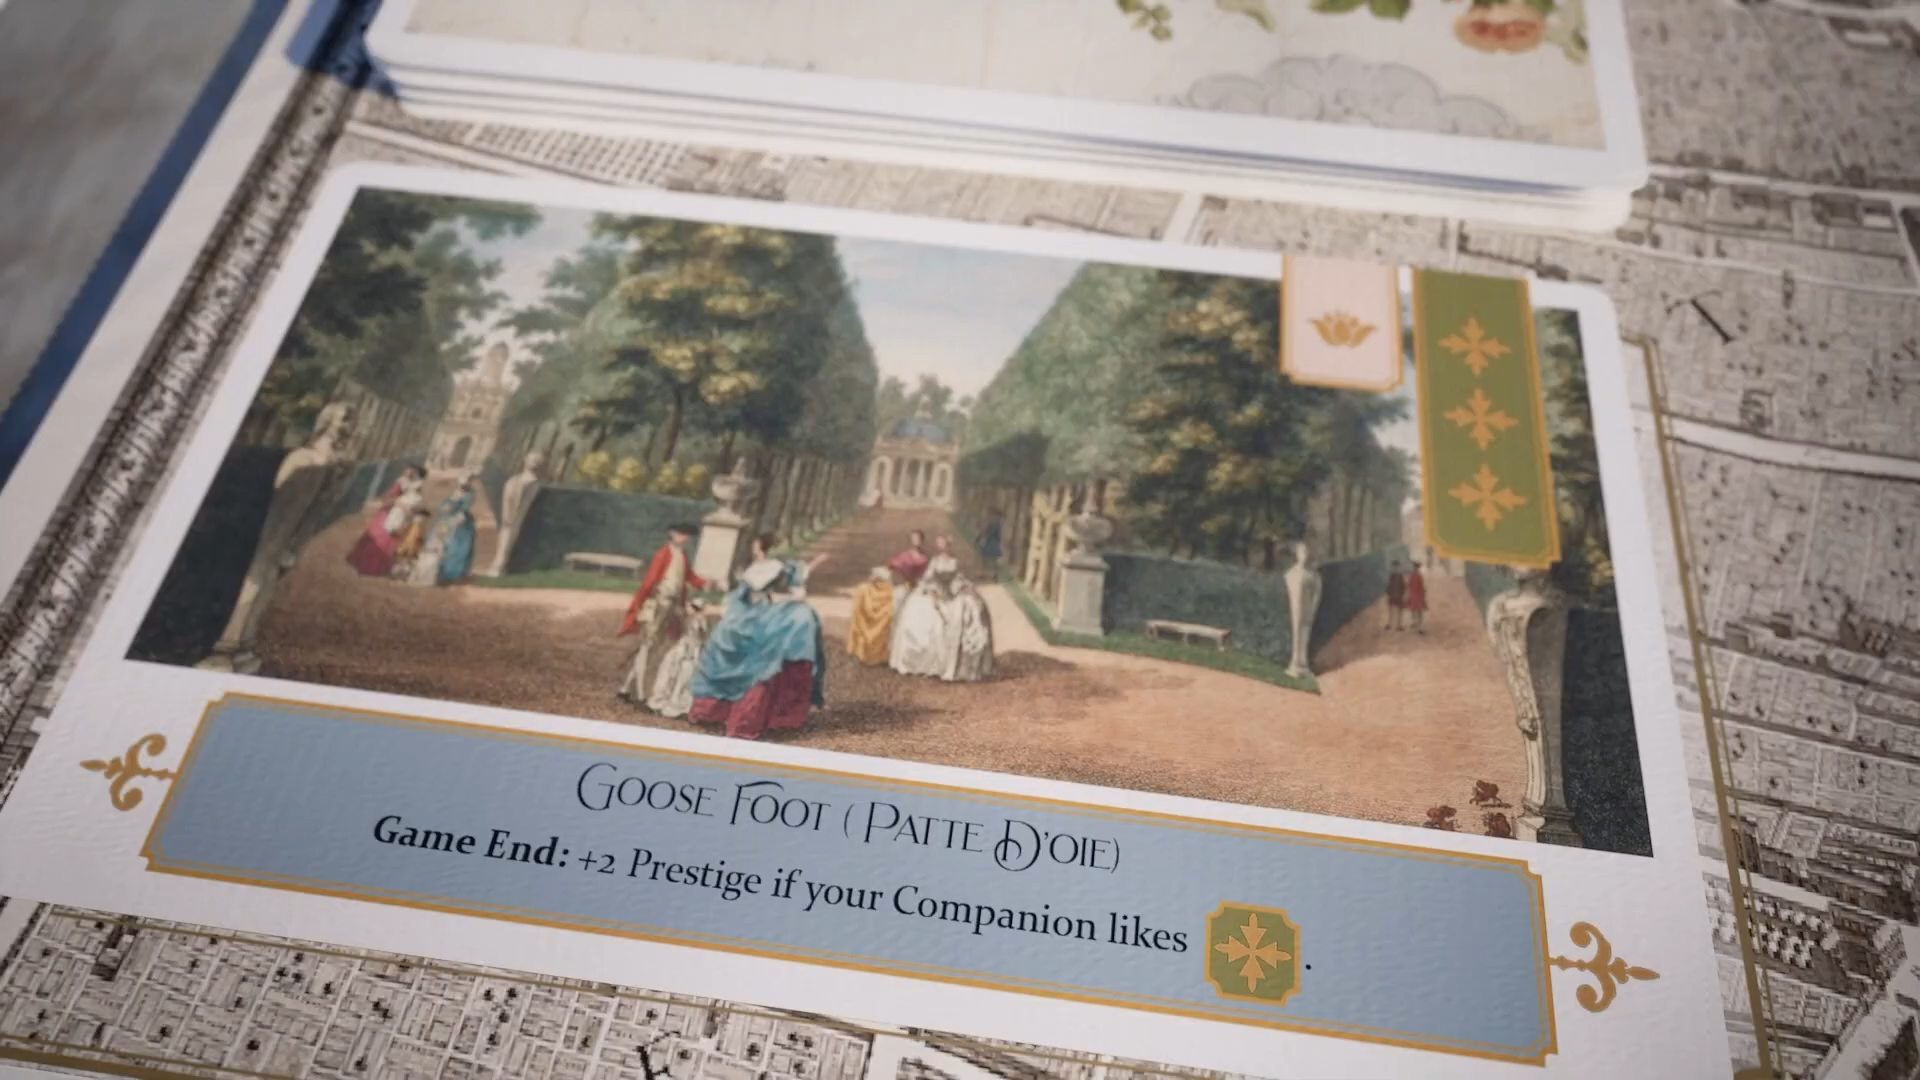 GOOSE FOOT (PATTE D'OIE)
Game End: +2 Prestige if your Companion likes .